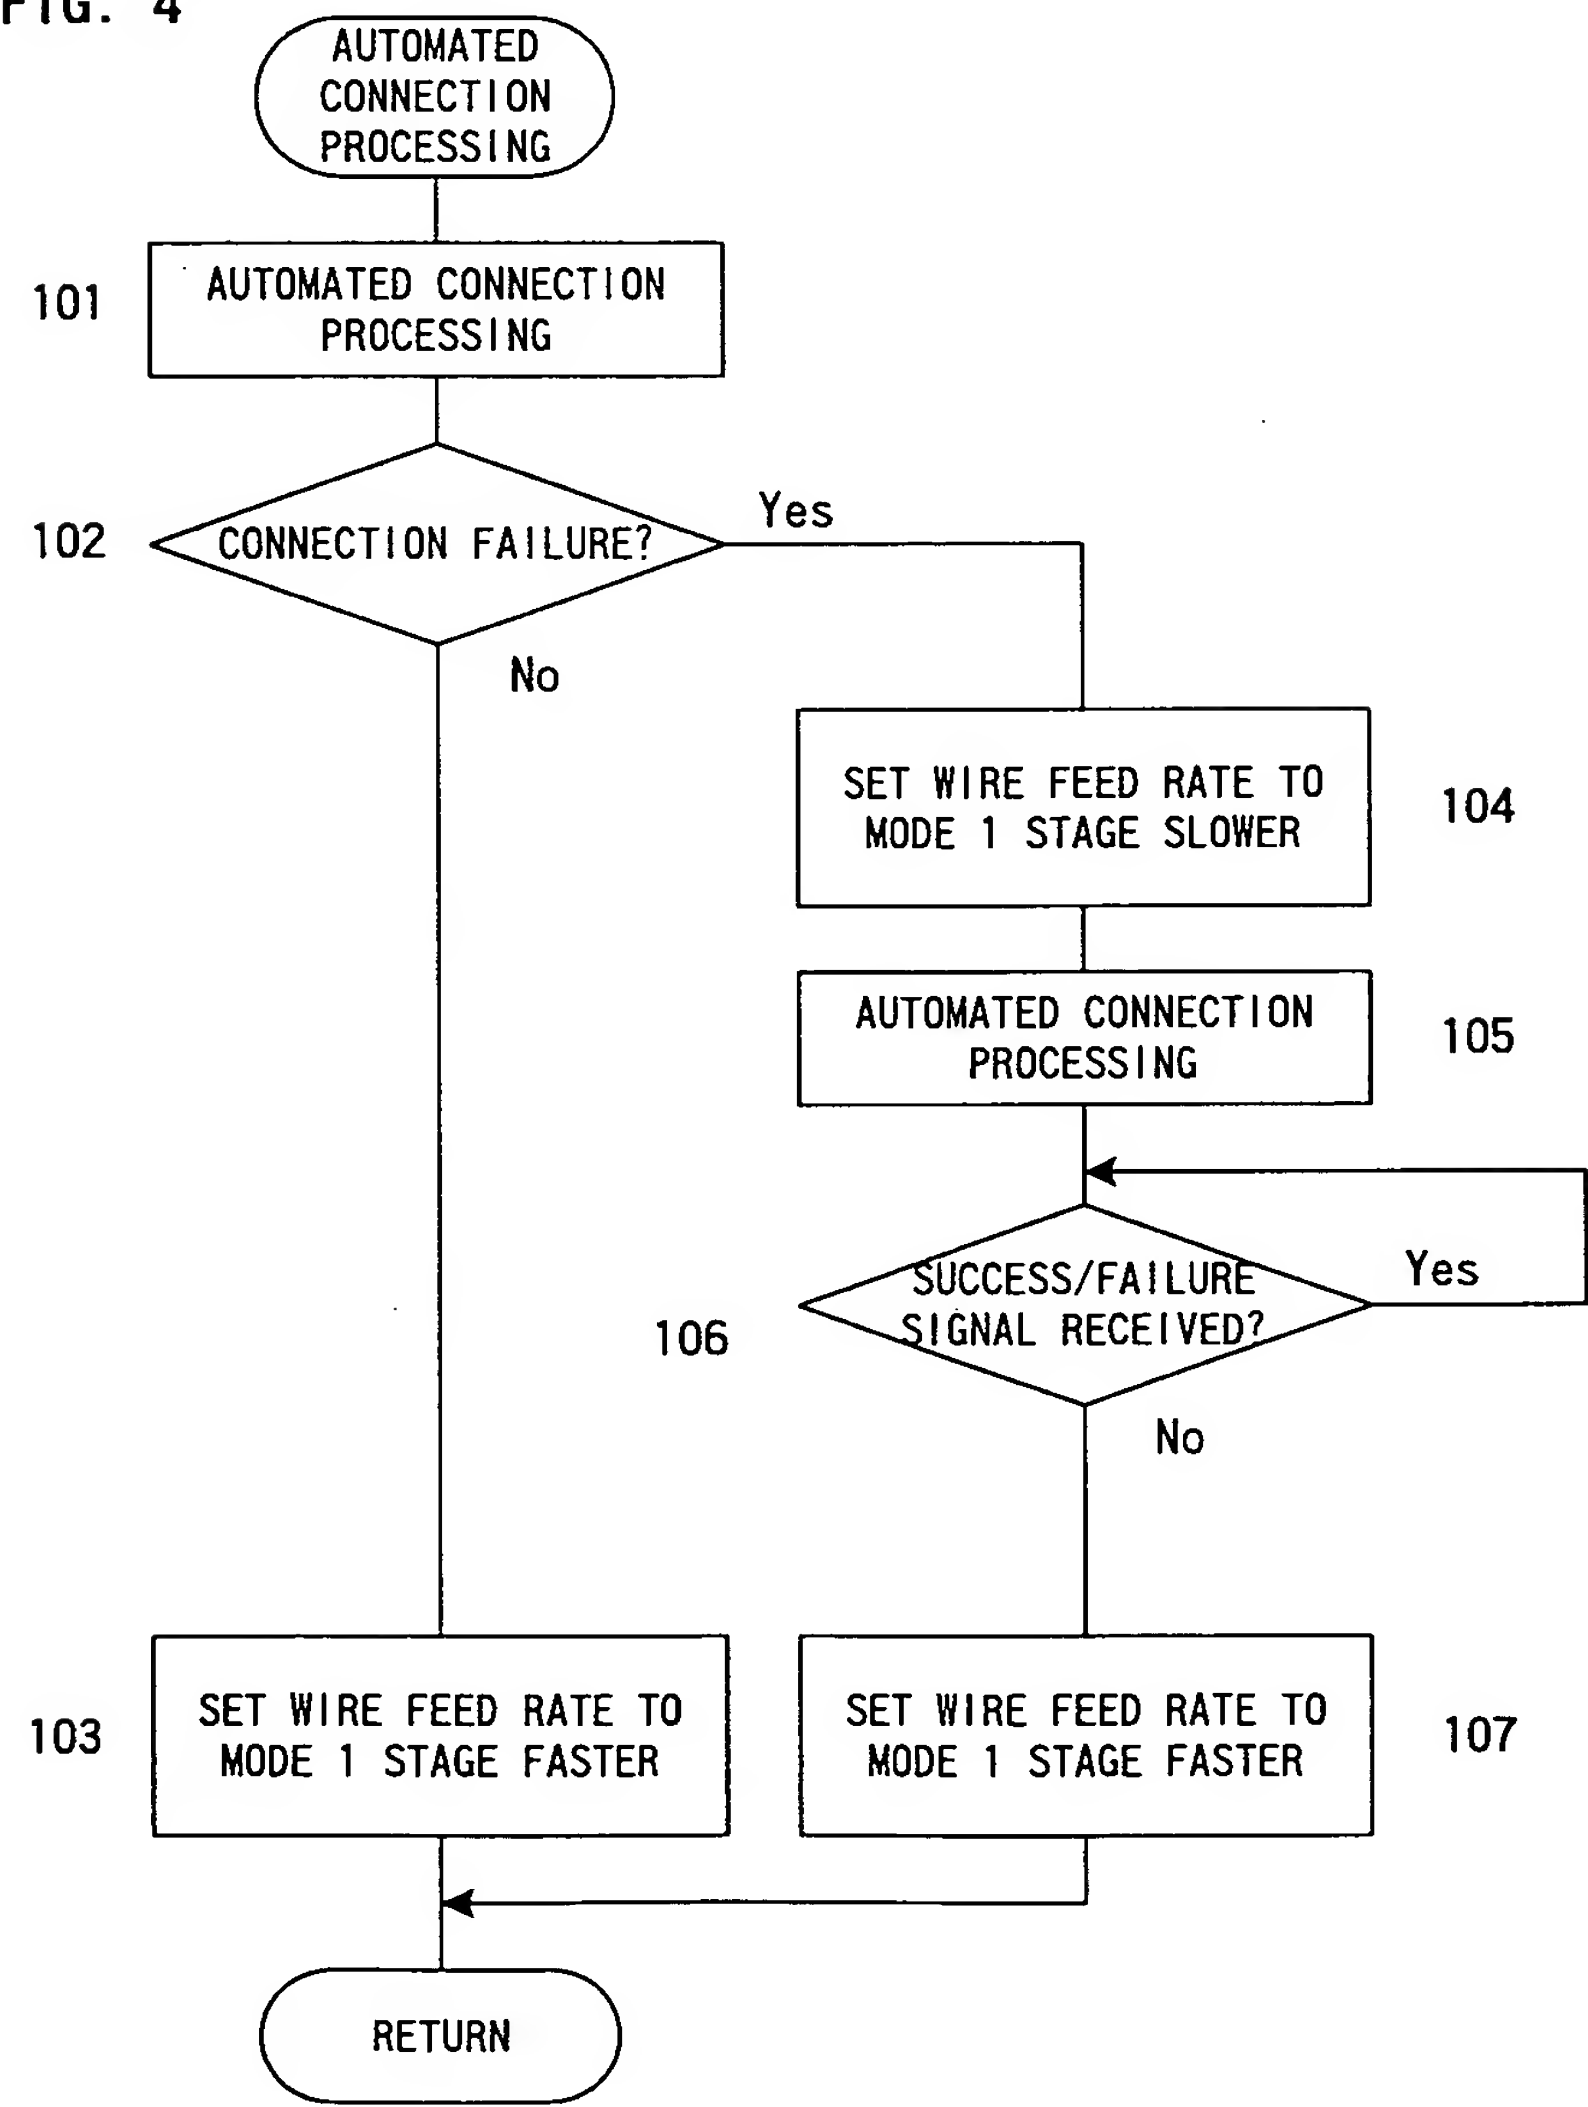 FIG. 4
AUTOMATED
CONNECTION
PROCESSING
101
AUTOMATED CONNECTION
PROCESSING
102
CONNECTION FAILURE?
Yes
No
SET WIRE FEED RATE TO
MODE 1 STAGE SLOWER
104
AUTOMATED CONNECTION
PROCESSING
105
SUCCESS/FAILURE
SIGNAL RECEIVED?
Yes
106
No
103
SET WIRE FEED RATE TO
MODE 1 STAGE FASTER
SET WIRE FEED RATE TO
MODE 1 STAGE FASTER
107
RETURN